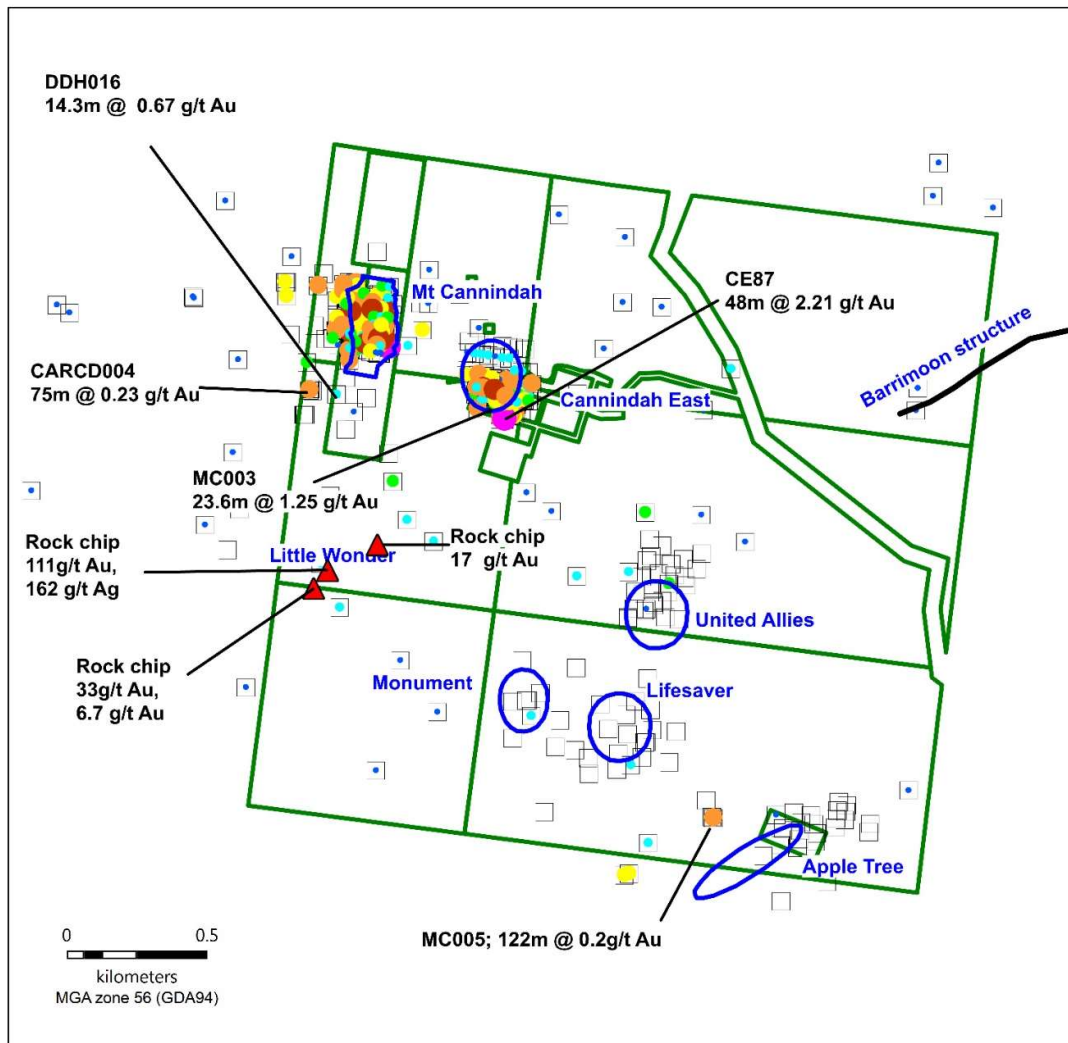 DDH016
14.3m @ 0.67 g/t Au
CE87
48m @ 2.21 g/t Au
Mt Cannindah
Barrimoon structure
CARCD004
75m @ 0.23 g/t Au
Cannindah East
MC003
23.6m @ 1.25 g/t Au
Rock chip
111g/t Au,
162 g/t Ag
Little Wonder
Rock chip
17 g/t Au
United Allies
Rock chip
33g/t Au,
6.7 g/t Au
Monument
Lifesaver
Apple Tree
MC005; 122m @ 0.2g/t Au
0 0.5
kilometers
MGA zone 56 (GDA94)